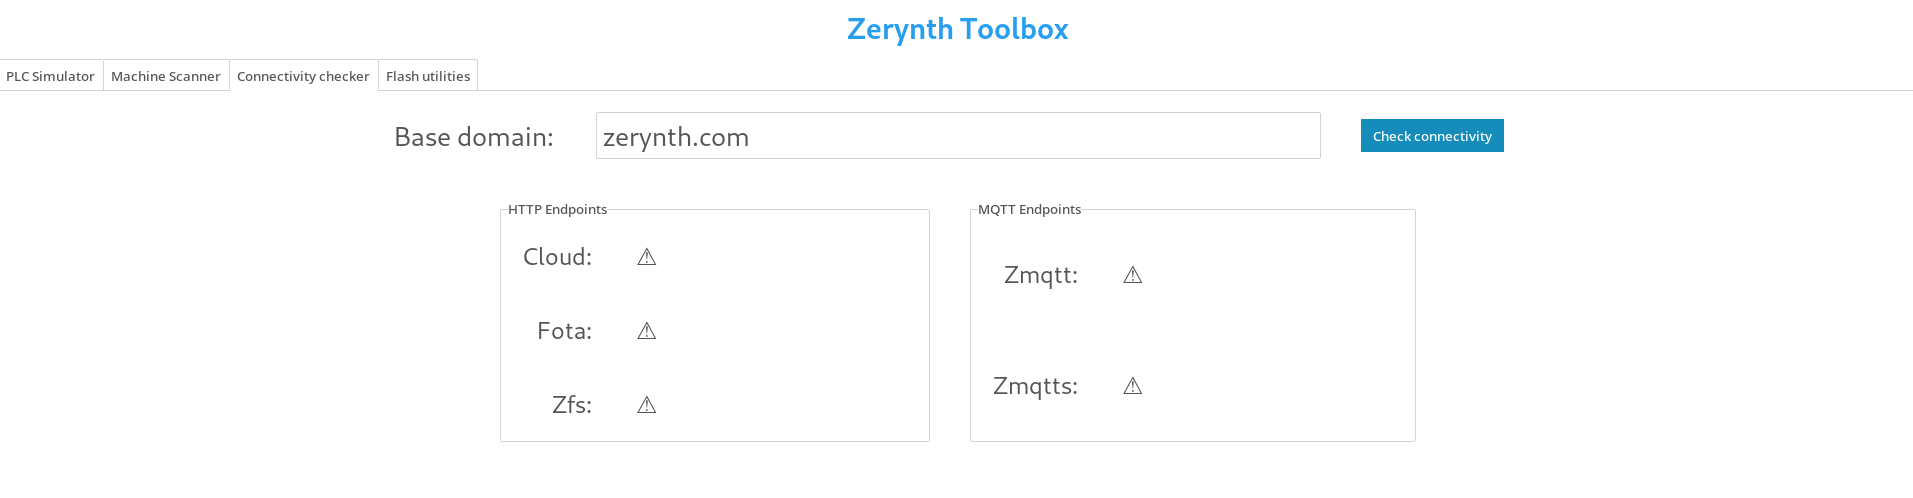 Zerynth Toolbox
PLC Simulator Machine Scanner Connectivity checker Flash utilities
Base domain: zerynth.com Check connectivity
HTTP Endpoints
Cloud: ⚠
Fota: ⚠
Zfs: ⚠
MQTT Endpoints
Zmqtt: ⚠
Zmqtts: ⚠